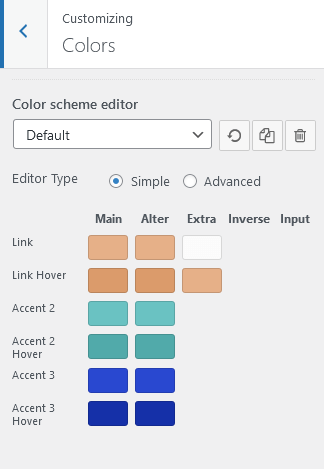 Customizing
Colors
Color scheme editor
Default
Editor Type
Simple
Advanced
Main Alter Extra Inverse Input
Link
Link Hover
Accent 2
Accent 2
Hover
Accent 3
Accent 3
Hover